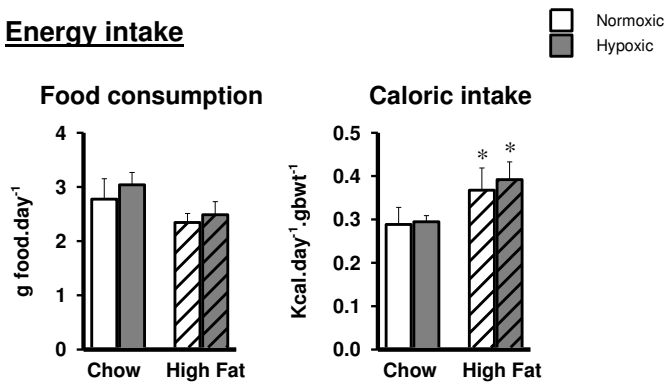 Energy intake
Normoxic
Hypoxic
Food consumption
Caloric intake
4
3
2
1
0
g food.day⁻¹
Chow
High Fat
0.5
0.4
0.3
0.2
0.1
0.0
Kcal.day⁻¹.gbwt⁻¹
*
*
Chow
High Fat